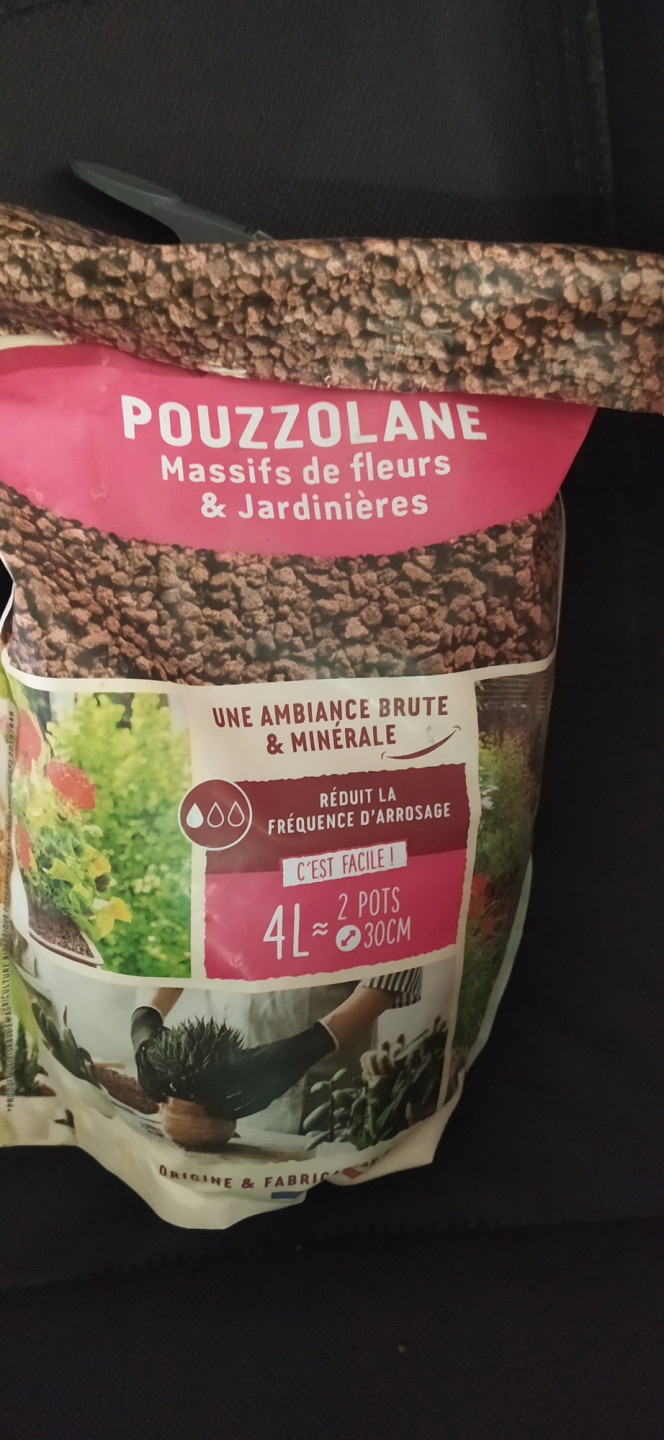 POUZZOLANE
Massifs de fleurs
& Jardinières
UNE AMBIANCE BRUTE
& MINÉRALE
RÉDUIT LA
FRÉQUENCE D'ARROSAGE
C'EST FACILE !
4L≈
2 POTS
30CM
ORIGINE &